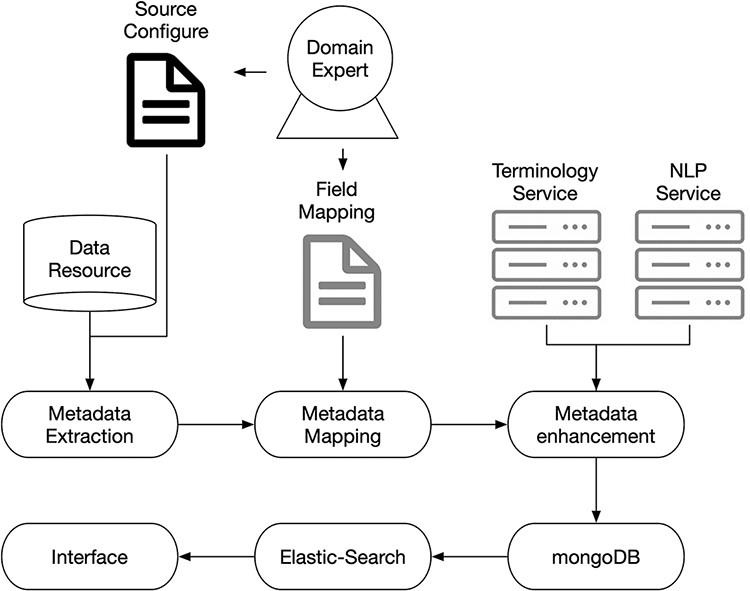 Source
Configure
Domain
Expert
Terminology
Service
NLP
Service
Field
Mapping
Data
Resource
Metadata
Extraction
Metadata
Mapping
Metadata
enhancement
Interface
Elastic-Search
mongoDB